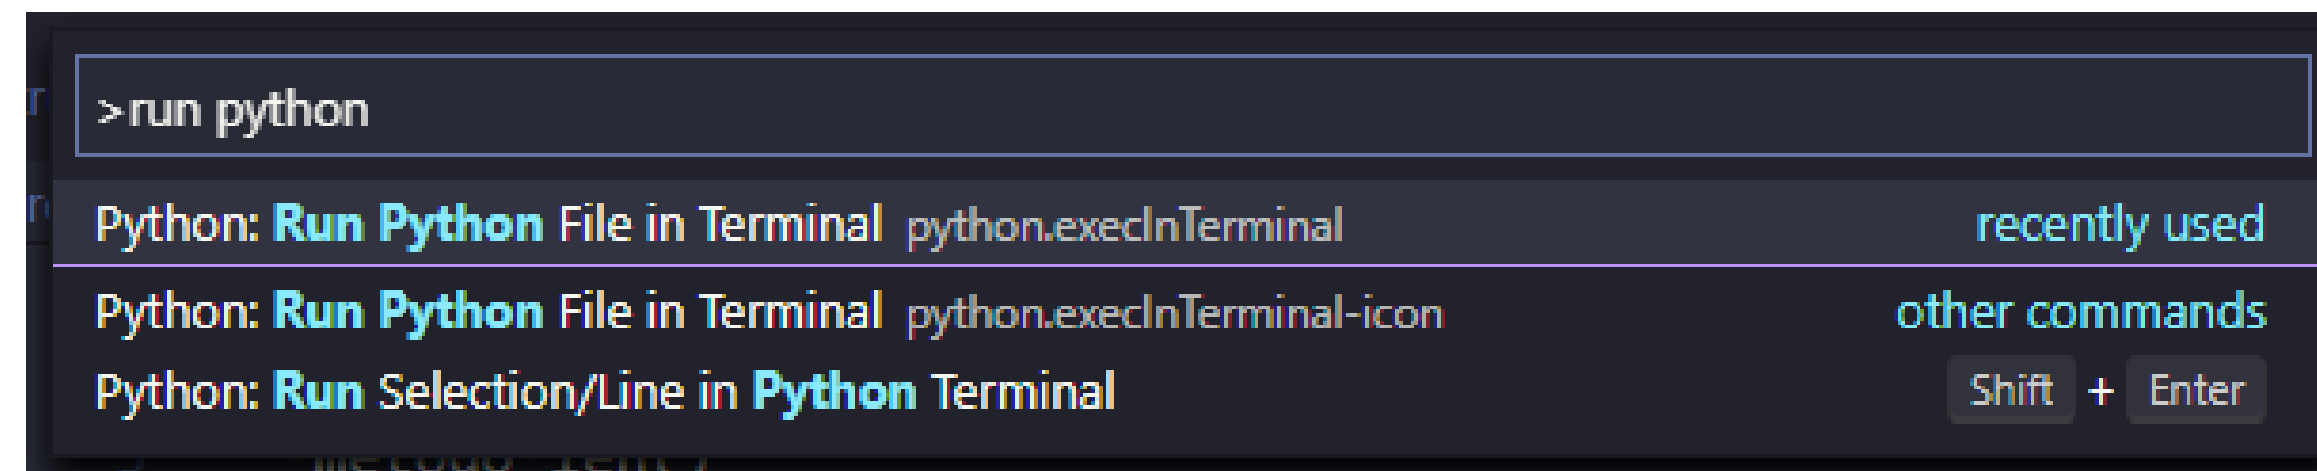 >run python
Python: Run Python File in Terminal python.execInTerminal recently used
Python: Run Python File in Terminal python.execInTerminal-icon other commands
Python: Run Selection/Line in Python Terminal Shift + Enter